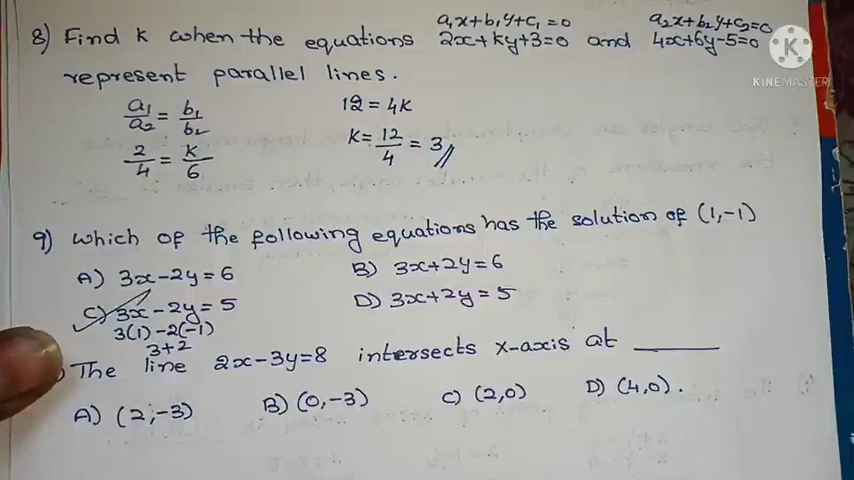 a₁x+b₁y+c₁=0 a₂x+b₂y+c₂=0
8) Find k when the equations 2x+ky+3=0 and 4x+6y-5=0
represent parallel lines.
a₁/a₂ = b₁/b₂ 12 = 4k
2/4 = k/6 k = 12/4 = 3//
KINEMASTER
9) Which of the following equations has the solution of (1,-1)
A) 3x-2y=6 B) 3x+2y=6
C) 3x-2y=5 D) 3x+2y=5
3(1)-2(-1)
3+2
) The line 2x-3y=8 intersects x-axis at ______
A) (2,-3) B) (0,-3) C) (2,0) D) (4,0).